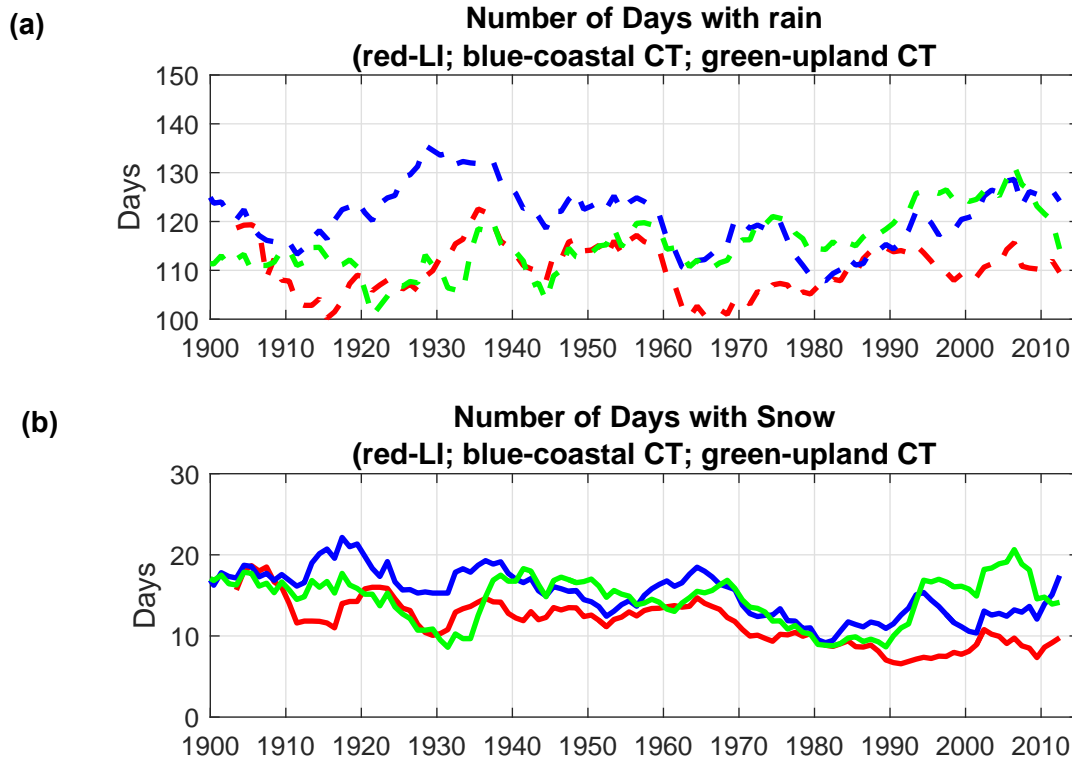 (a)
Number of Days with rain
(red-LI; blue-coastal CT; green-upland CT
150
140
130
120
110
100
Days
1900 1910 1920 1930 1940 1950 1960 1970 1980 1990 2000 2010
(b)
Number of Days with Snow
(red-LI; blue-coastal CT; green-upland CT
30
20
10
0
Days
1900 1910 1920 1930 1940 1950 1960 1970 1980 1990 2000 2010